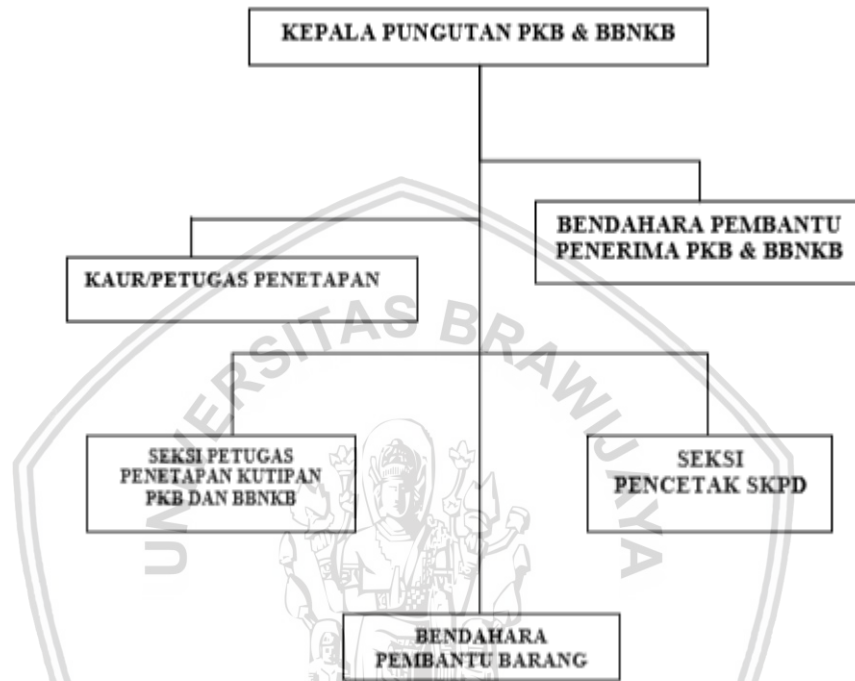 KEPALA PUNGUTAN PKB & BBNKB
BENDAHARA PEMBANTU
PENERIMA PKB & BBNKB
KAUR/PETUGAS PENETAPAN
UNIVERSITAS BRAWIJAYA
SEKSI PETUGAS
PENETAPAN KUTIPAN
PKB DAN BBNKB
SEKSI
PENCETAK SKPD
BENDAHARA
PEMBANTU BARANG